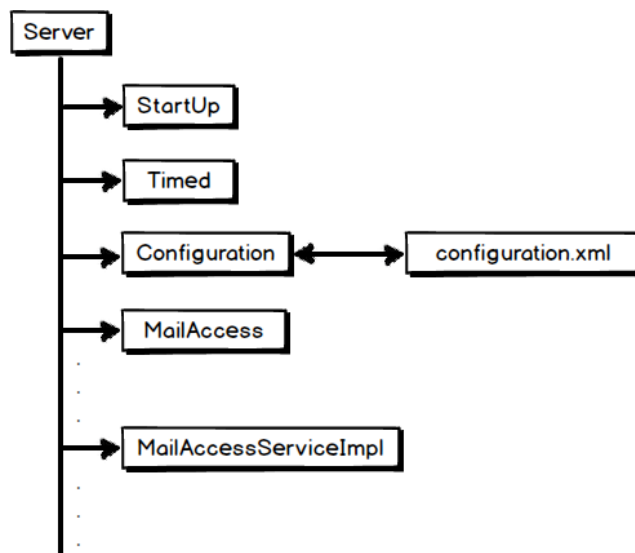 Server
StartUp
Timed
Configuration
configuration.xml
MailAccess
MailAccessServiceImpl